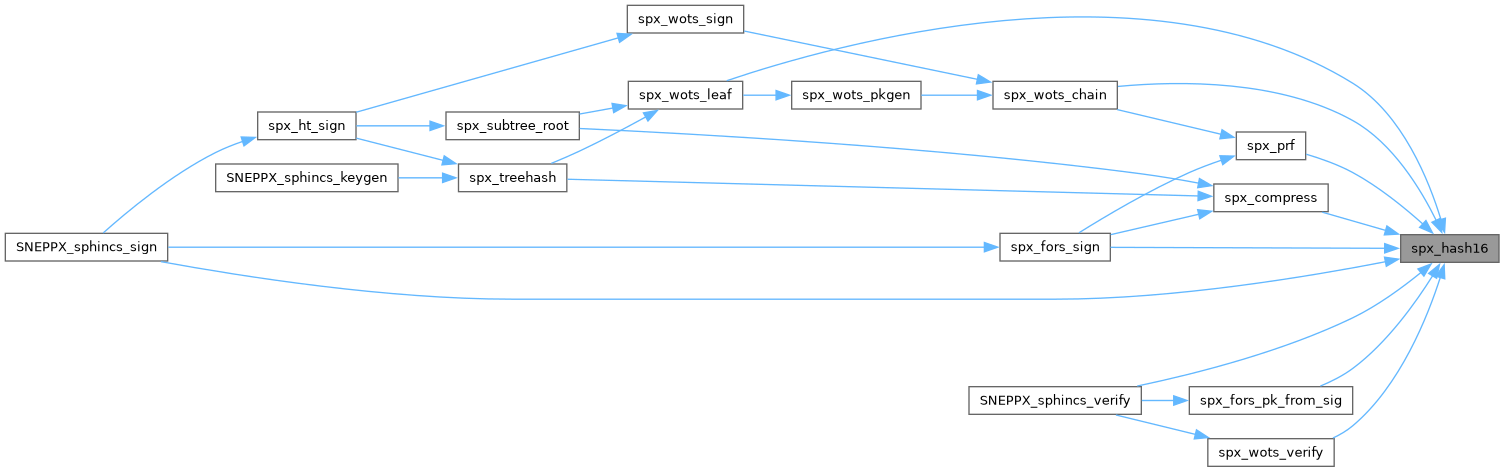 spx_wots_sign
spx_wots_leaf
spx_wots_pkgen
spx_wots_chain
spx_ht_sign
spx_subtree_root
spx_prf
SNEPPX_sphincs_keygen
spx_treehash
spx_compress
SNEPPX_sphincs_sign
spx_fors_sign
spx_hash16
SNEPPX_sphincs_verify
spx_fors_pk_from_sig
spx_wots_verify